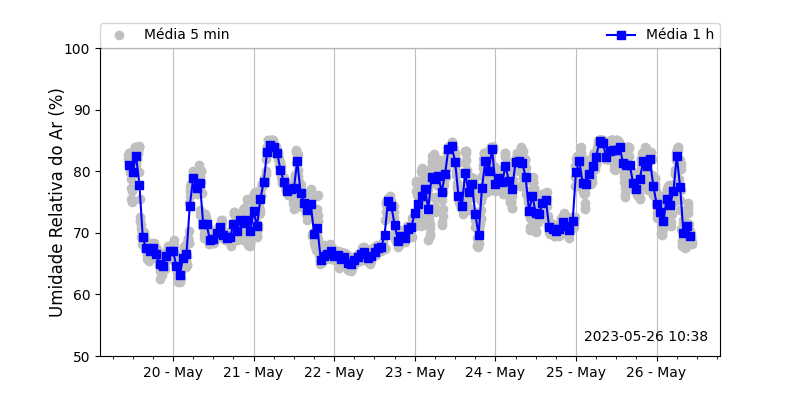 Média 5 min
Média 1 h
Umidade Relativa do Ar (%)
100
90
80
70
60
50
2023-05-26 10:38
20 - May
21 - May
22 - May
23 - May
24 - May
25 - May
26 - May